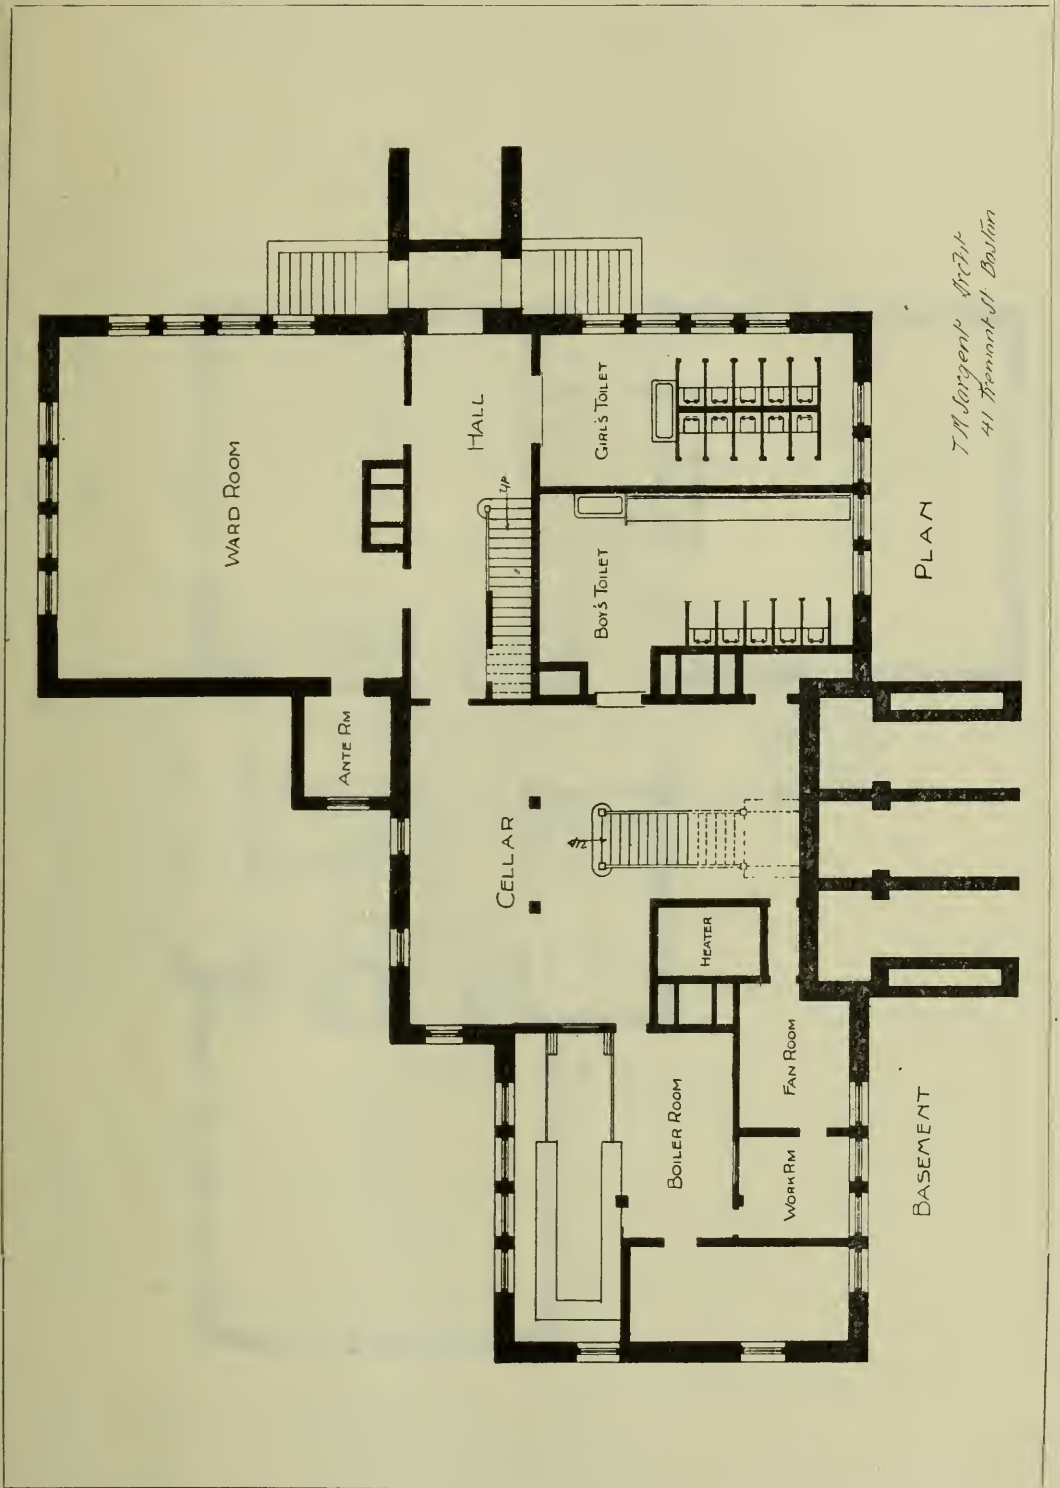 WARD ROOM
ANTE RM
HALL
UP
CELLAR
UP
GIRL'S TOILET
BOY'S TOILET
HEATER
BOILER ROOM
FAN ROOM
WORK RM
BASEMENT PLAN
T M Sargent Archt
41 Tremont St. Boston